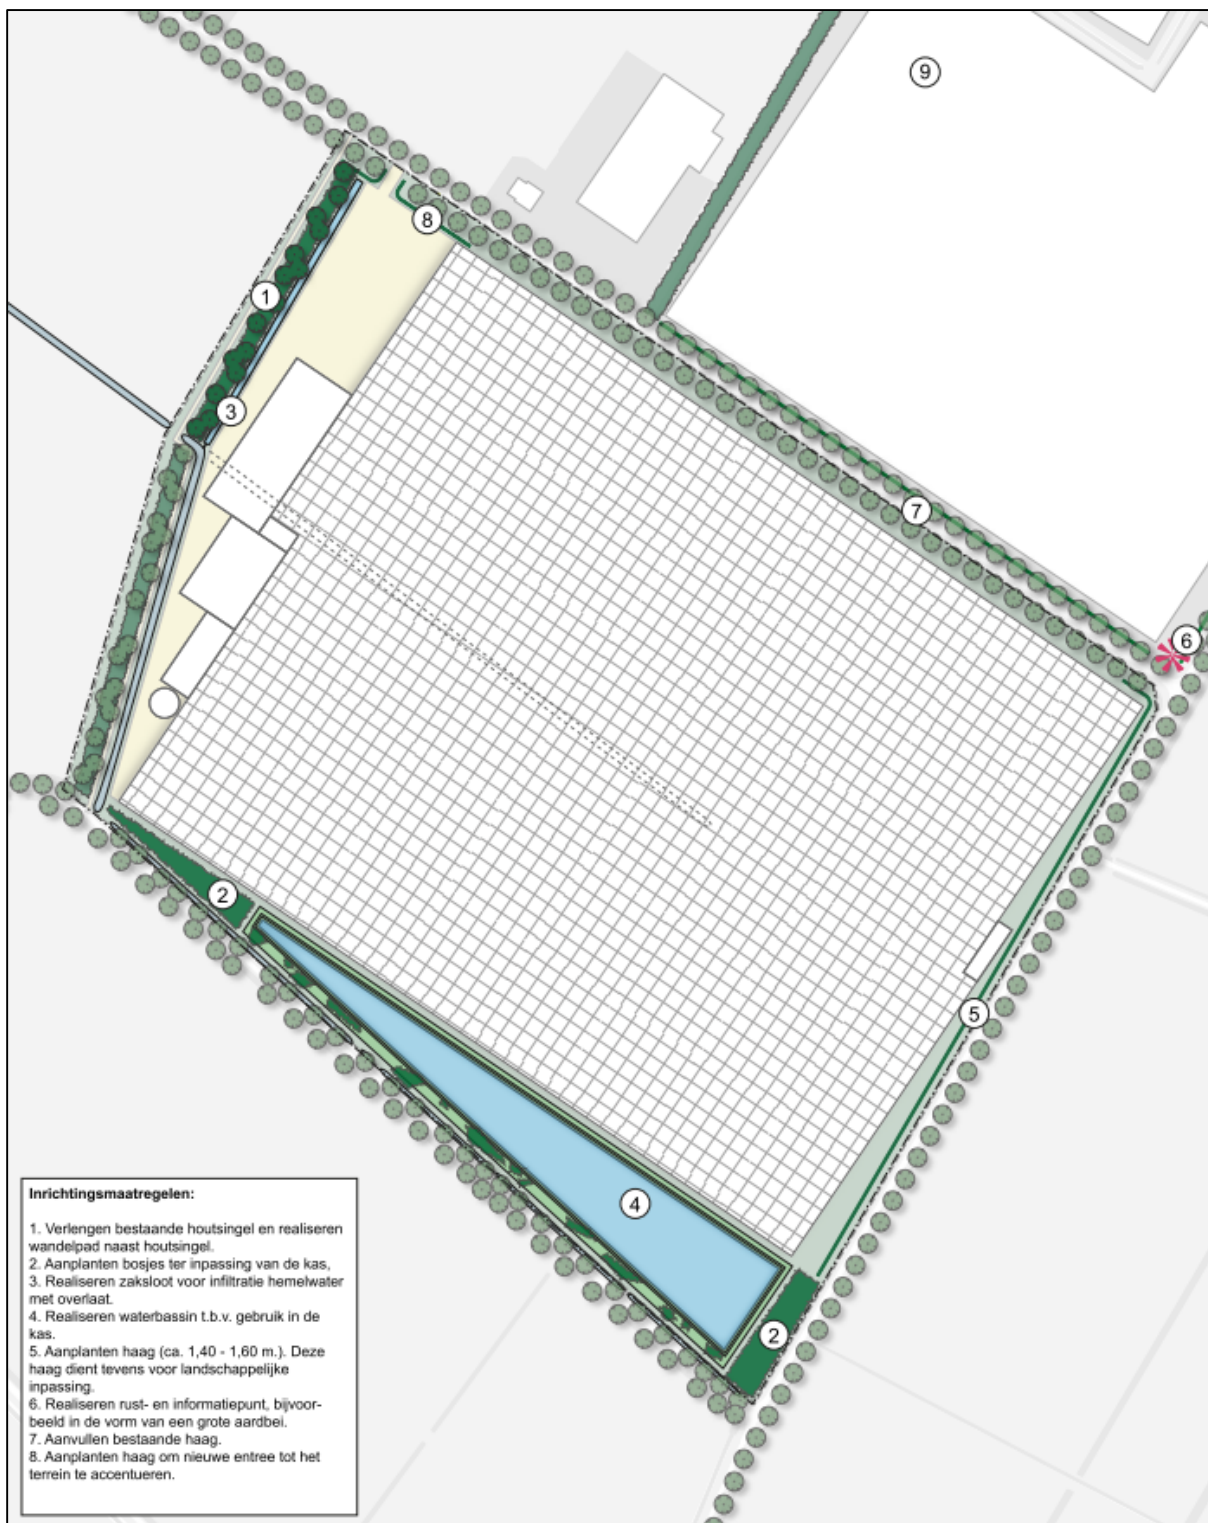 9
8
1
3
7
6
2
5
4
2
Inrichtingsmaatregelen:
1. Verlengen bestaande houtsingel en realiseren
wandelpad naast houtsingel.
2. Aanplanten bosjes ter inpassing van de kas,
3. Realiseren zaksloot voor infiltratie hemelwater
met overlaat.
4. Realiseren waterbassin t.b.v. gebruik in de
kas.
5. Aanplanten haag (ca. 1,40 - 1,60 m.). Deze
haag dient tevens voor landschappelijke
inpassing.
6. Realiseren rust- en informatiepunt, bijvoor-
beeld in de vorm van een grote aardbei.
7. Aanvullen bestaande haag.
8. Aanplanten haag om nieuwe entree tot het
terrein te accentueren.